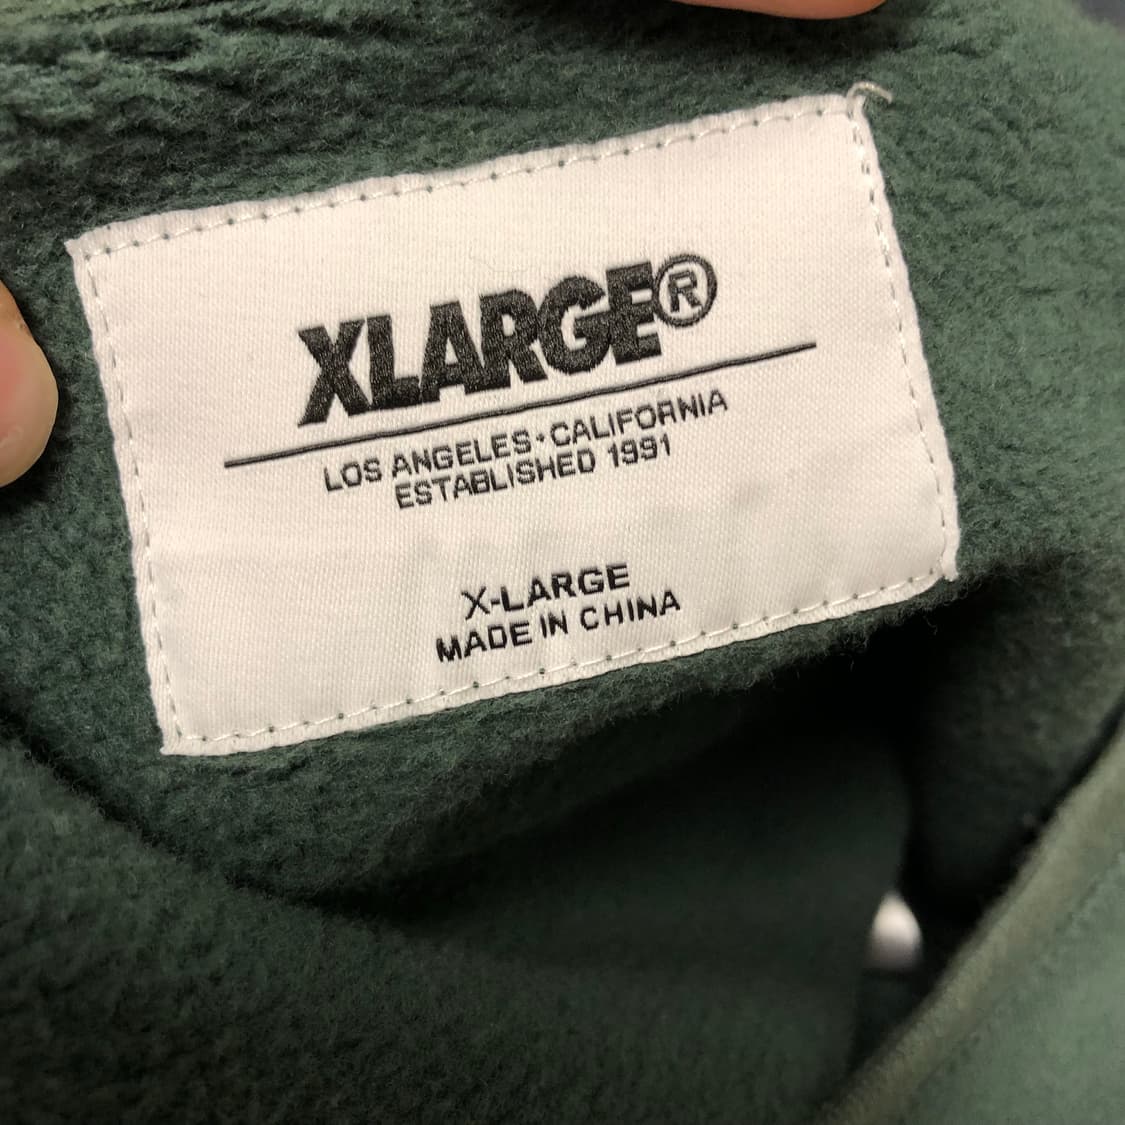 XLARGE®
LOS ANGELES・CALIFORNIA
ESTABLISHED 1991
X-LARGE
MADE IN CHINA